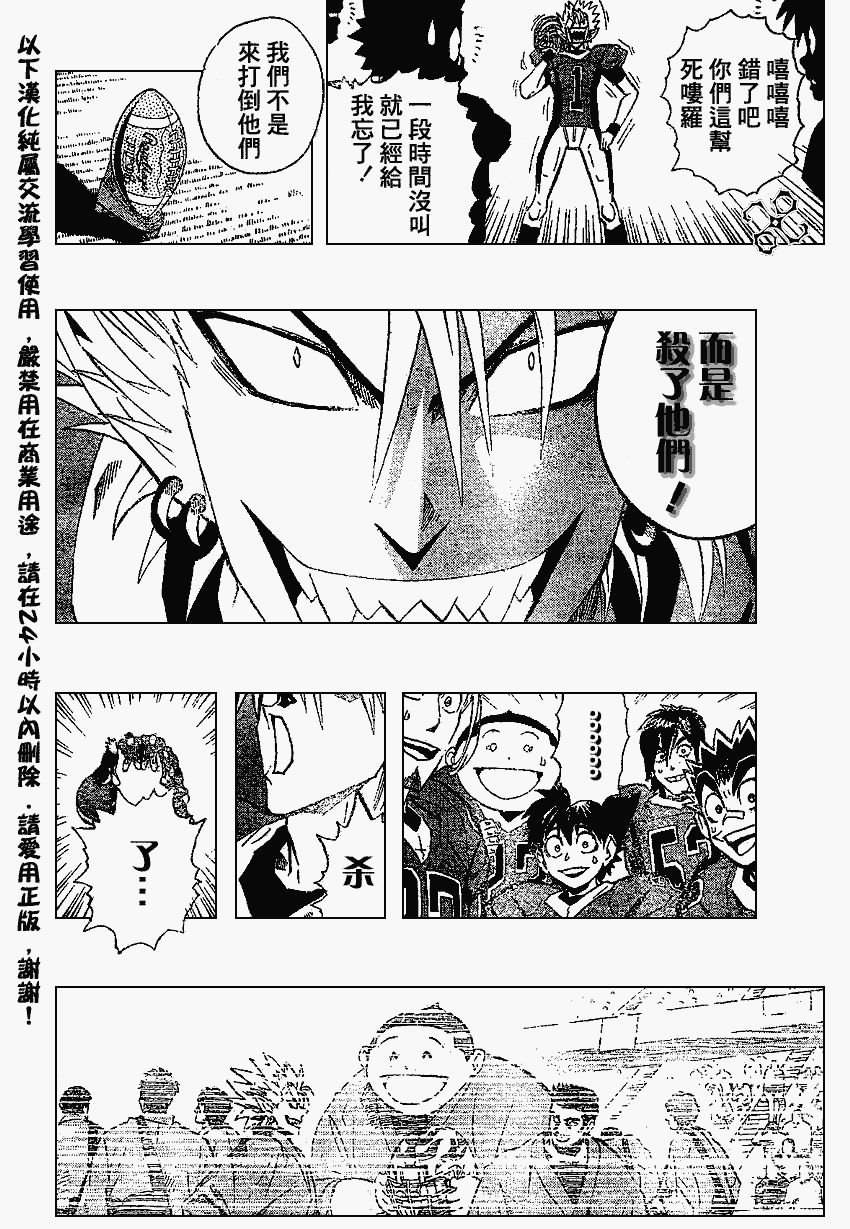 嘻嘻嘻
錯了吧
你們這幫
死嘍羅
一段時間沒叫
就已經給
我忘了！
我們不是
來打倒他們
而是
殺了他們！
……
杀
了…
以下漢化純屬交流學習使用，嚴禁用在商業用途，請在24小時以內刪除．請愛用正版，謝謝！